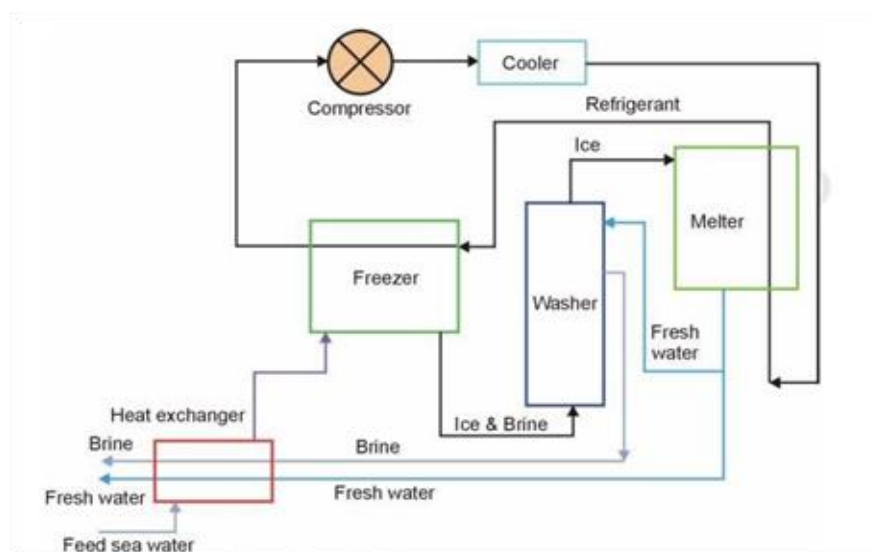 Cooler
Compressor
Refrigerant
Ice
Melter
Freezer
Washer
Fresh
water
Heat exchanger
Ice & Brine
Brine
Brine
Fresh water
Fresh water
Feed sea water